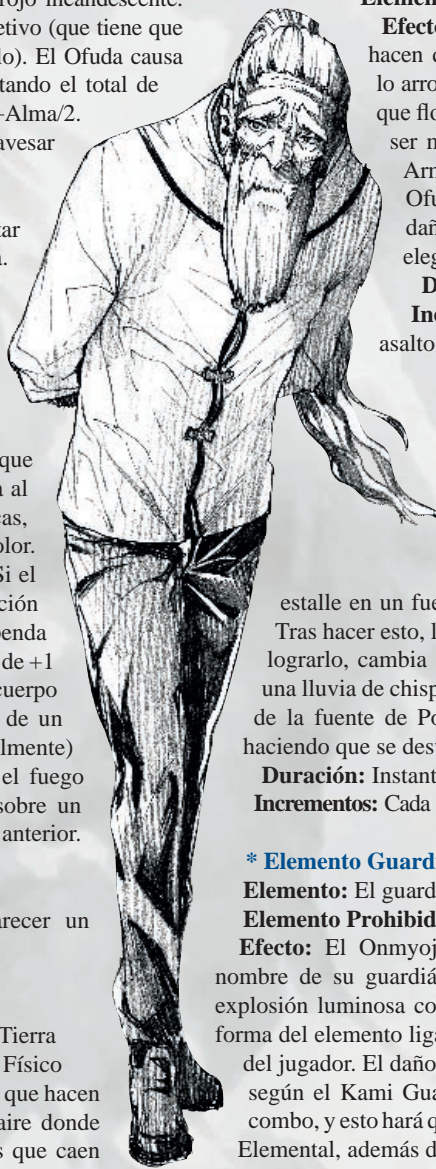 rojo incandescente.
etivo (que tiene que
lo). El Ofuda causa
tando el total de
-Alma/2.
avesar
tar
a.
que
a al
cas,
olor.
Si el
ción
penda
de +1
cuerpo
de un
lmente)
el fuego
sobre un
anterior.
arecer un
Tierra
Físico
que hacen
aire donde
s que caen
Efecto
hacen
lo arro
que flo
ser n
Arm
Ofu
dañ
eleg
D
Inc
asalto
estalle en un fue
Tras hacer esto, l
lograrlo, cambia
una lluvia de chisp
de la fuente de Po
haciendo que se dest
Duración: Instant
Incrementos: Cada
* Elemento Guardi
Elemento: El guard
Elemento Prohibid
Efecto: El Onmyoj
nombre de su guardiá
explosión luminosa co
forma del elemento liga
del jugador. El daño
según el Kami Gua
combo, y esto hará q
Elemental, además d